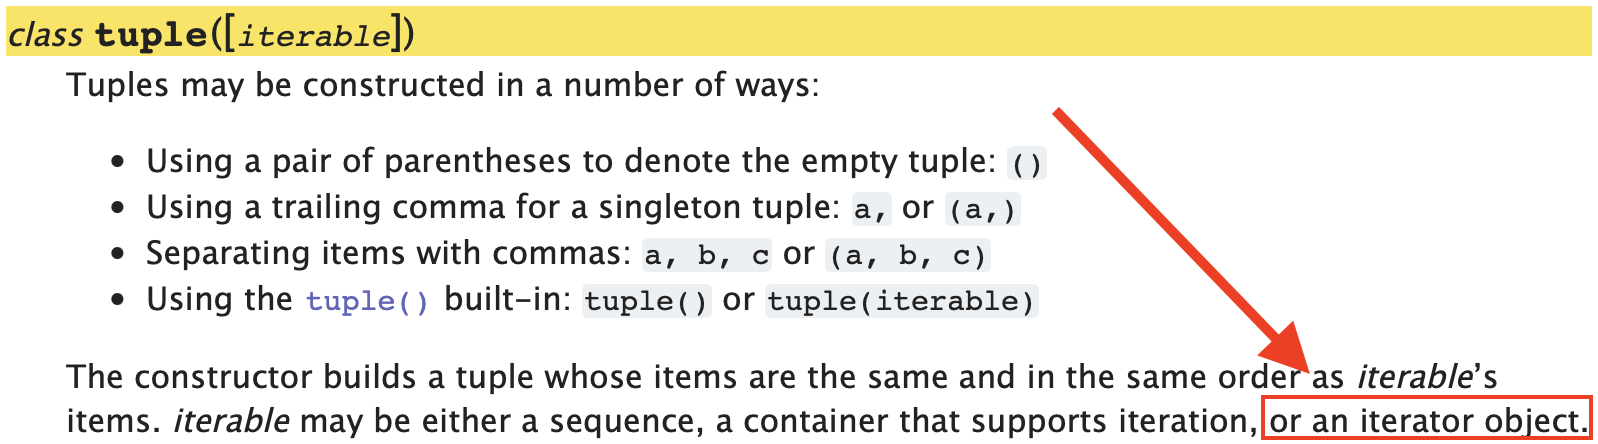 class tuple([iterable])
Tuples may be constructed in a number of ways:
• Using a pair of parentheses to denote the empty tuple: ()
• Using a trailing comma for a singleton tuple: a, or (a,)
• Separating items with commas: a, b, c or (a, b, c)
• Using the tuple() built-in: tuple() or tuple(iterable)
The constructor builds a tuple whose items are the same and in the same order as iterable’s
items. iterable may be either a sequence, a container that supports iteration, or an iterator object.